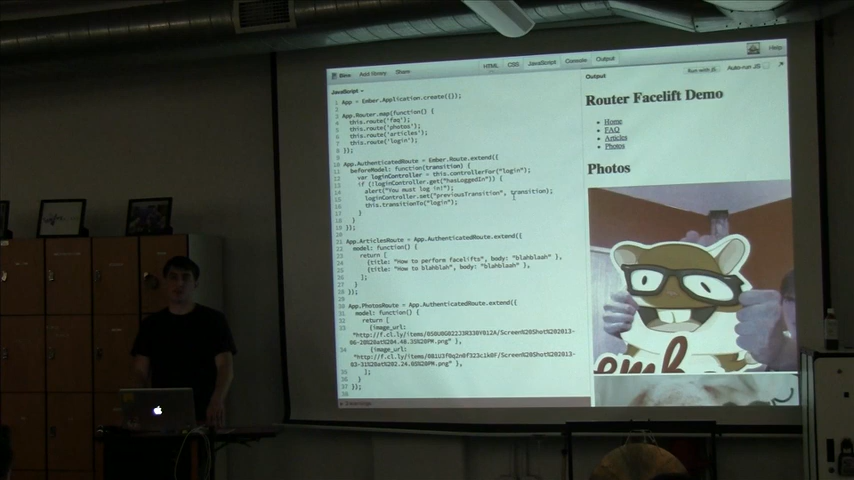 Bins Add library Share
HTML CSS JavaScript Console Output
Help
JavaScript
Output
Run with JS
Auto-run JS
1 App = Ember.Application.create({});
3 App.Router.map(function() {
4 this.route('faq');
5 this.route('photos');
6 this.route('articles');
7 this.route('login');
8 });
10 App.AuthenticatedRoute = Ember.Route.extend({
11 beforeModel: function(transition) {
12 var loginController = this.controllerFor("login");
13 if (!loginController.get("hasLoggedIn")) {
14 alert("You must log in!");
15 loginController.set("previousTransition", transition);
16 this.transitionTo("login");
17 }
18 }
19 });
21 App.ArticlesRoute = App.AuthenticatedRoute.extend({
22 model: function() {
23 return [
24 {title: "How to perform facelifts", body: "blahblaah" },
25 {title: "How to blahblah", body: "blahblaah" },
26 ];
27 }
28 });
30 App.PhotosRoute = App.AuthenticatedRoute.extend({
31 model: function() {
32 return [
33 {image_url:
34 {image_url:
35 ];
36 }
37 });
Router Facelift Demo
Home
FAQ
Articles
Photos
Photos